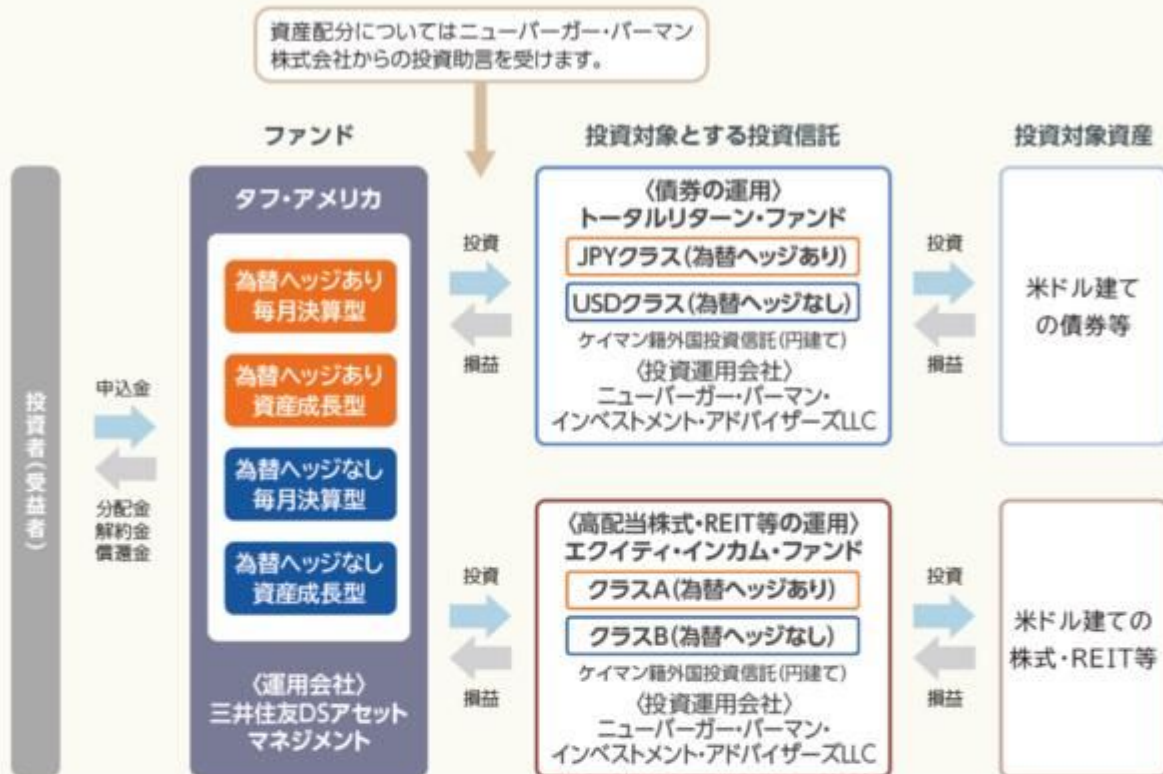 資産配分についてはニューバーガー・バーマン
株式会社からの投資助言を受けます。
ファンド
投資対象とする投資信託
投資対象資産
投資者(受益者)
申込金
分配金
解約金
償還金
タフ・アメリカ
為替ヘッジあり
毎月決算型
為替ヘッジあり
資産成長型
為替ヘッジなし
毎月決算型
為替ヘッジなし
資産成長型
〈運用会社〉
三井住友DSアセット
マネジメント
投資
損益
〈債券の運用〉
トータルリターン・ファンド
JPYクラス(為替ヘッジあり)
USDクラス(為替ヘッジなし)
ケイマン籍外国投資信託(円建て)
〈投資運用会社〉
ニューバーガー・バーマン・
インベストメント・アドバイザーズLLC
投資
損益
米ドル建て
の債券等
投資
損益
〈高配当株式・REIT等の運用〉
エクイティ・インカム・ファンド
クラスA(為替ヘッジあり)
クラスB(為替ヘッジなし)
ケイマン籍外国投資信託(円建て)
〈投資運用会社〉
ニューバーガー・バーマン・
インベストメント・アドバイザーズLLC
投資
損益
米ドル建ての
株式・REIT等